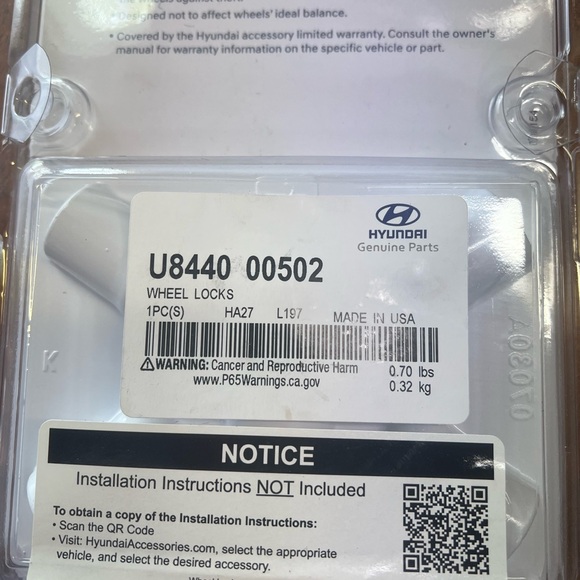 • Designed not to affect wheels' ideal balance.
• Covered by the Hyundai accessory limited warranty. Consult the owner's
manual for warranty information on the specific vehicle or part.
HYUNDAI
Genuine Parts
U8440 00502
WHEEL LOCKS
1PC(S) HA27 L197 MADE IN USA
WARNING: Cancer and Reproductive Harm
www.P65Warnings.ca.gov
0.70 lbs
0.32 kg
K
070804
NOTICE
Installation Instructions NOT Included
To obtain a copy of the Installation Instructions:
• Scan the QR Code
• Visit: HyundaiAccessories.com, select the appropriate
vehicle, and select the desired accessory.